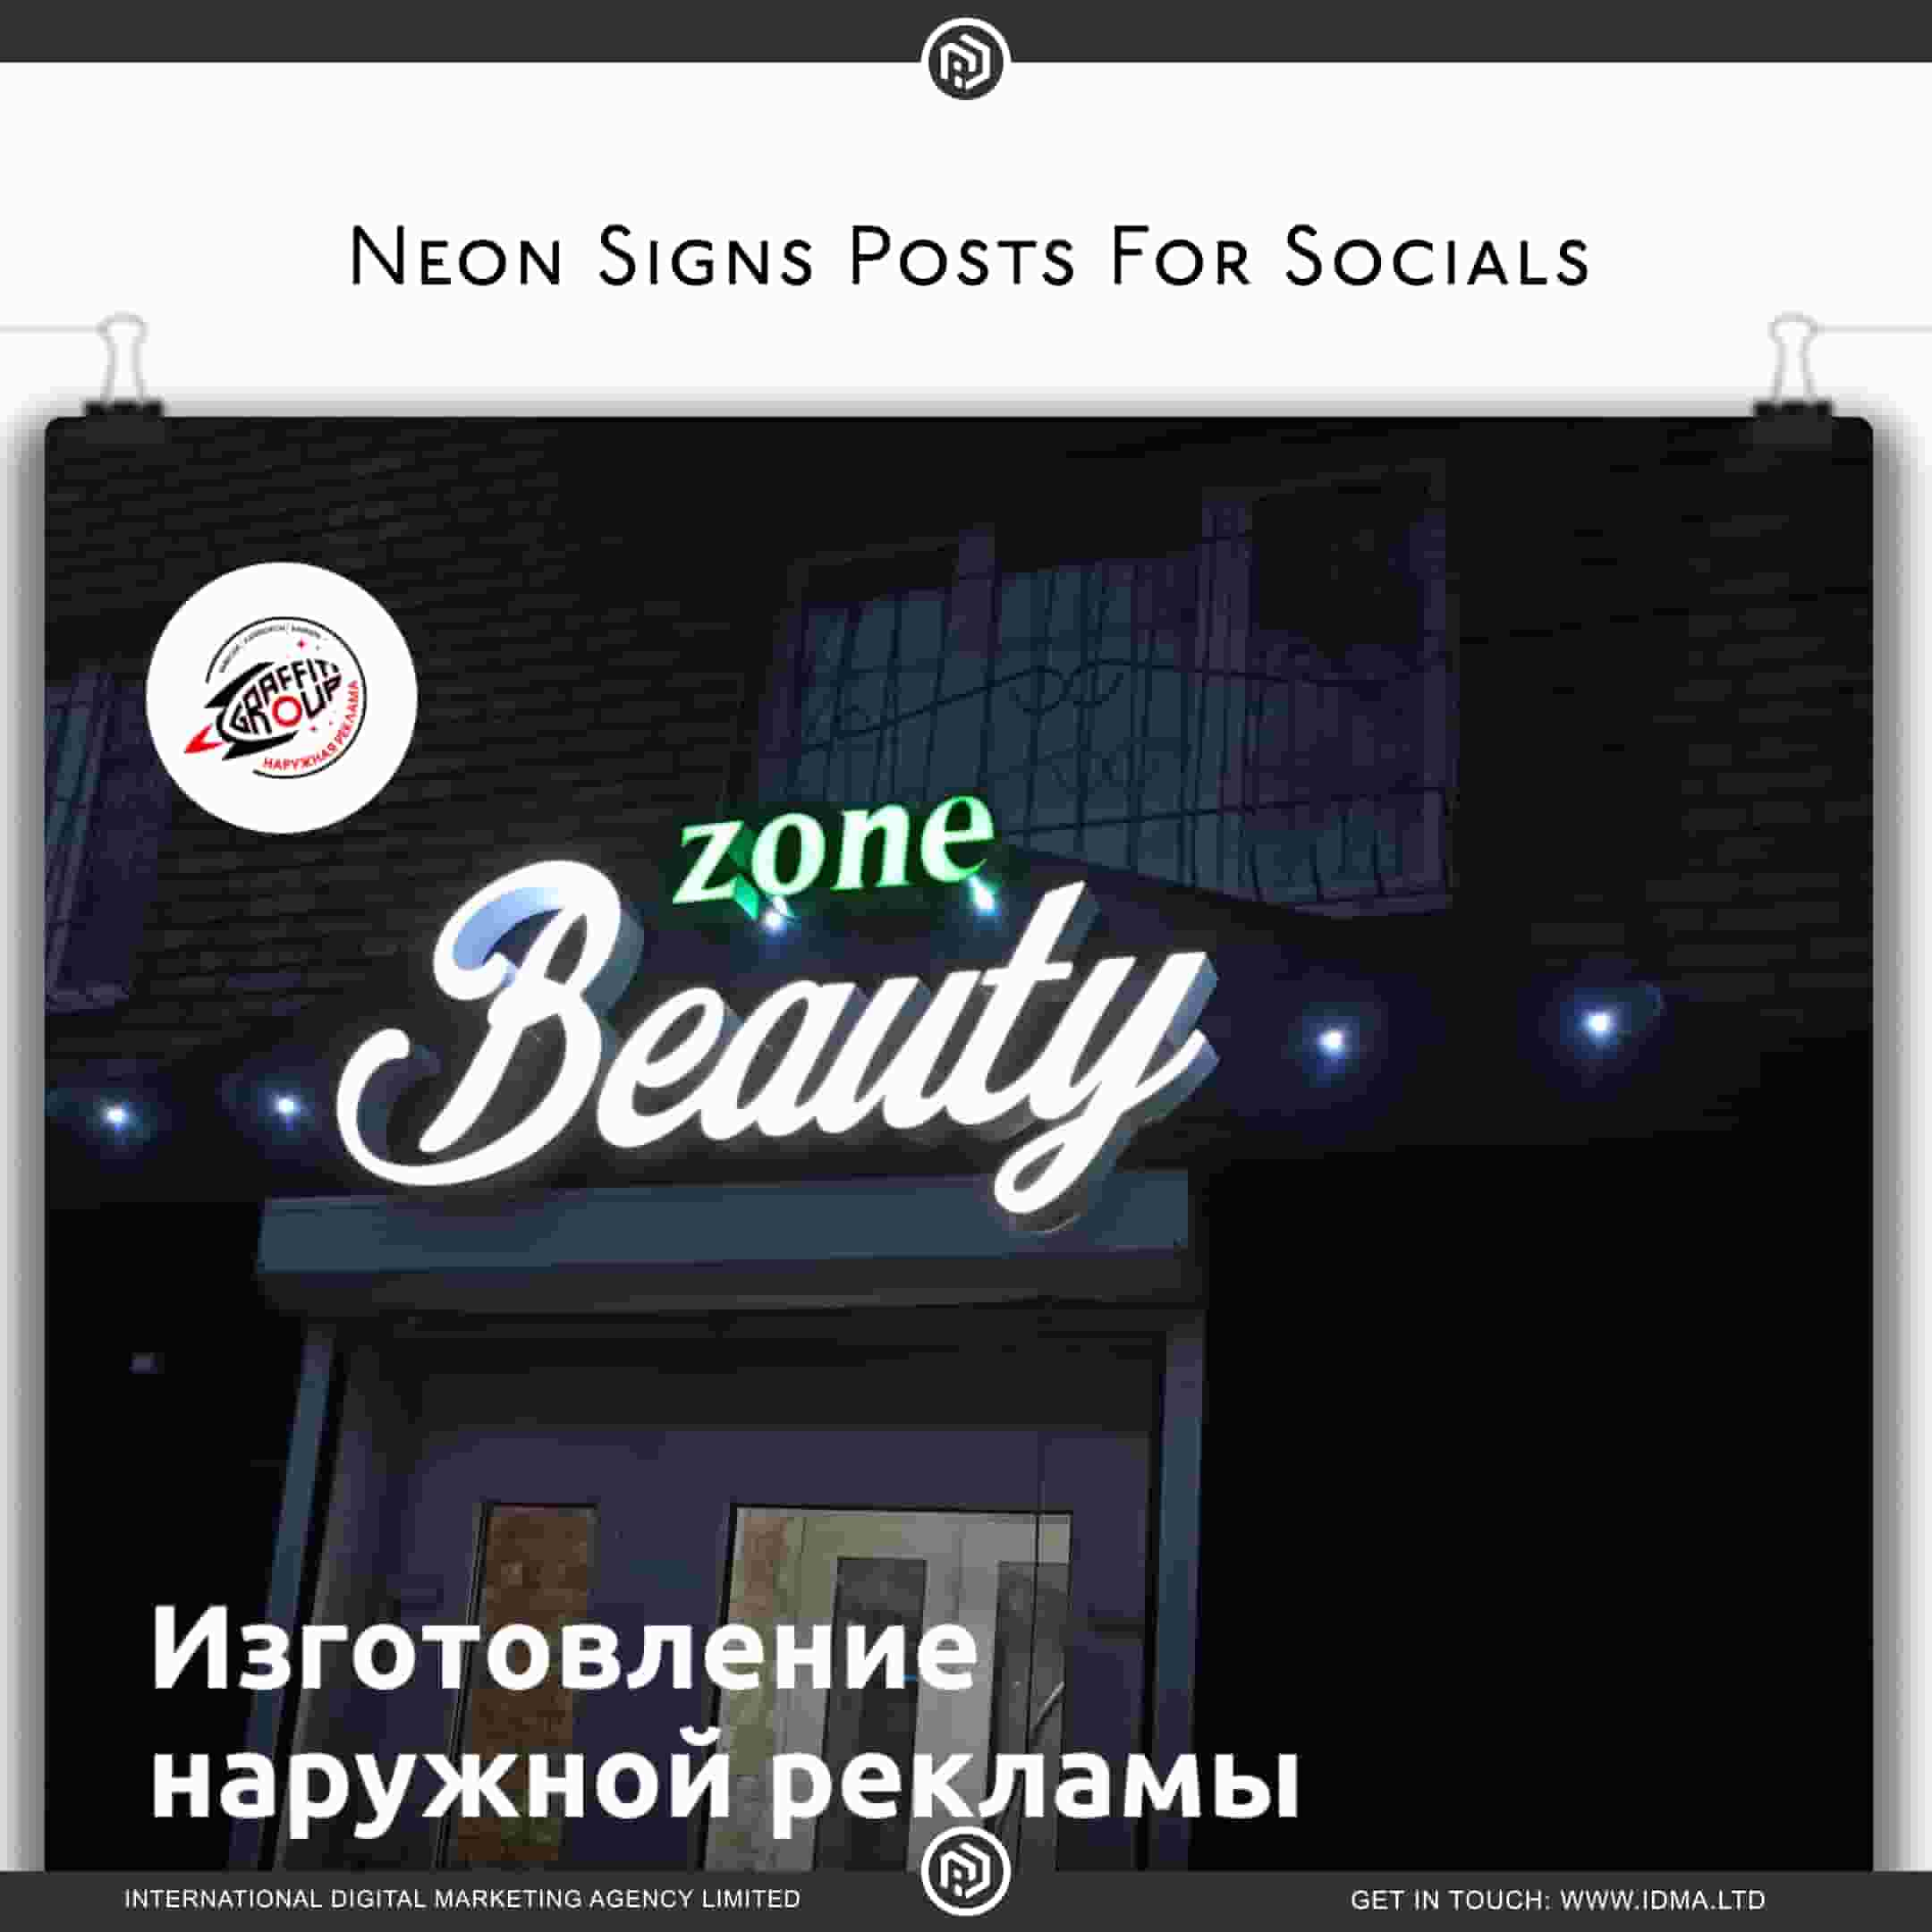 Neon Signs Posts For Socials
GRAFFITI
GROUP
НАРУЖНАЯ РЕКЛАМА
zone
Beauty
Изготовление
наружной рекламы
INTERNATIONAL DIGITAL MARKETING AGENCY LIMITED
GET IN TOUCH: WWW.IDMA.LTD